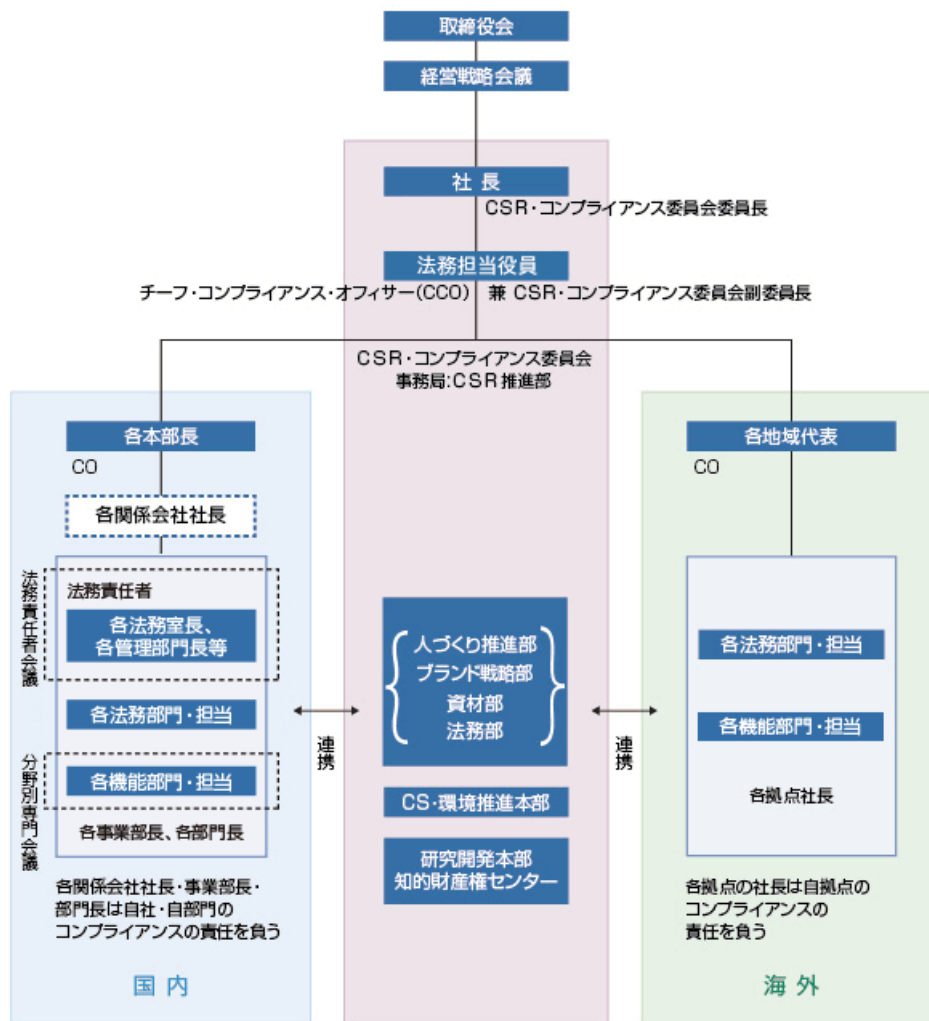 取締役会
経営戦略会議
社長
CSR・コンプライアンス委員会委員長
法務担当役員
チーフ・コンプライアンス・オフィサー(CCO) 兼 CSR・コンプライアンス委員会副委員長
CSR・コンプライアンス委員会
事務局:CSR推進部
各本部長
CO
各関係会社社長
法務責任者会議
法務責任者
各法務室長、
各管理部門長等
各法務部門・担当
分野別専門会議
各機能部門・担当
各事業部長、各部門長
各関係会社社長・事業部長・
部門長は自社・自部門の
コンプライアンスの責任を負う
国内
連携
人づくり推進部
ブランド戦略部
資材部
法務部
CS・環境推進本部
研究開発本部
知的財産権センター
連携
各地域代表
CO
各法務部門・担当
各機能部門・担当
各拠点社長
各拠点の社長は自拠点の
コンプライアンスの
責任を負う
海外